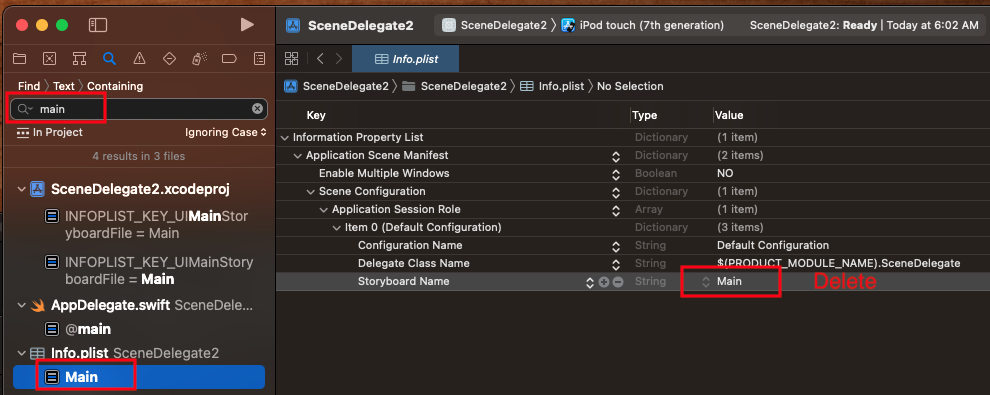 SceneDelegate2
SceneDelegate2 〉 iPod touch (7th generation)
SceneDelegate2: Ready | Today at 6:02 AM
Info.plist
Find 〉 Text 〉 Containing
SceneDelegate2 〉 SceneDelegate2 〉 Info.plist 〉 No Selection
main
In Project
Ignoring Case
4 results in 3 files
SceneDelegate2.xcodeproj
INFOPLIST_KEY_UIMainStor
yboardFile = Main
INFOPLIST_KEY_UIMainStory
boardFile = Main
AppDelegate.swift SceneDele...
@main
Info.plist SceneDelegate2
Main
Key Type Value
Information Property List Dictionary (1 item)
Application Scene Manifest Dictionary (2 items)
Enable Multiple Windows Boolean NO
Scene Configuration Dictionary (1 item)
Application Session Role Array (1 item)
Item 0 (Default Configuration) Dictionary (3 items)
Configuration Name String Default Configuration
Delegate Class Name String $(PRODUCT_MODULE_NAME).SceneDelegate
Storyboard Name String Main Delete